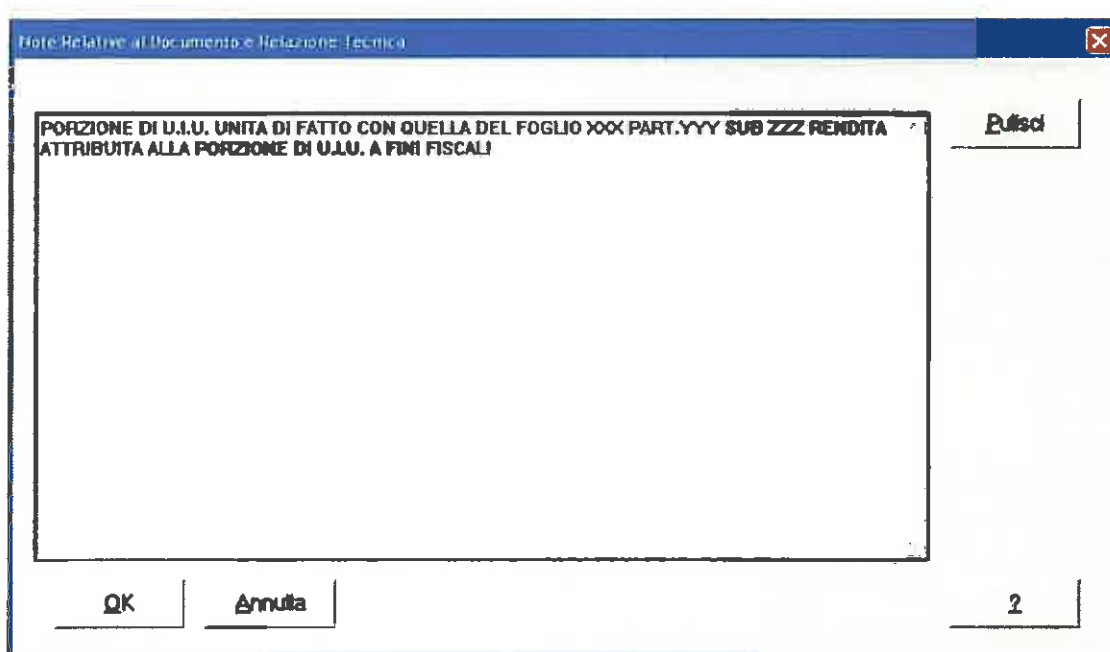 Note Relative al Documento e Relazione Tecnica
PORZIONE DI U.I.U. UNITA DI FATTO CON QUELLA DEL FOGLIO XXX PART.YYY SUB ZZZ RENDITA
ATTRIBUITA ALLA PORZIONE DI U.I.U. A FINI FISCALI
Pulisci
OK
Annulla
?